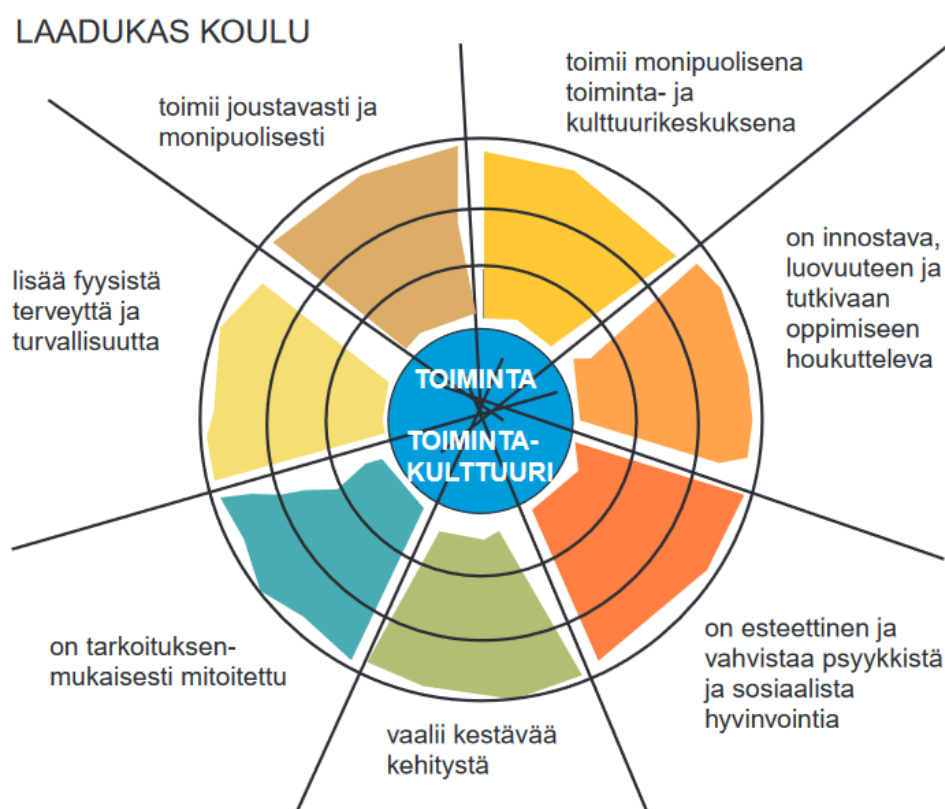 LAADUKAS KOULU
toimii joustavasti ja
monipuolisesti
toimii monipuolisena
toiminta- ja
kulttuurikeskuksena
on innostava,
luovuuteen ja
tutkivaan
oppimiseen
houkutteleva
lisää fyysistä
terveyttä ja
turvallisuutta
TOIMINTA
TOIMINTA-
KULTTUURI
on tarkoituksen-
mukaisesti mitoitettu
on esteettinen ja
vahvistaa psyykkistä
ja sosiaalista
hyvinvointia
vaalii kestävää
kehitystä